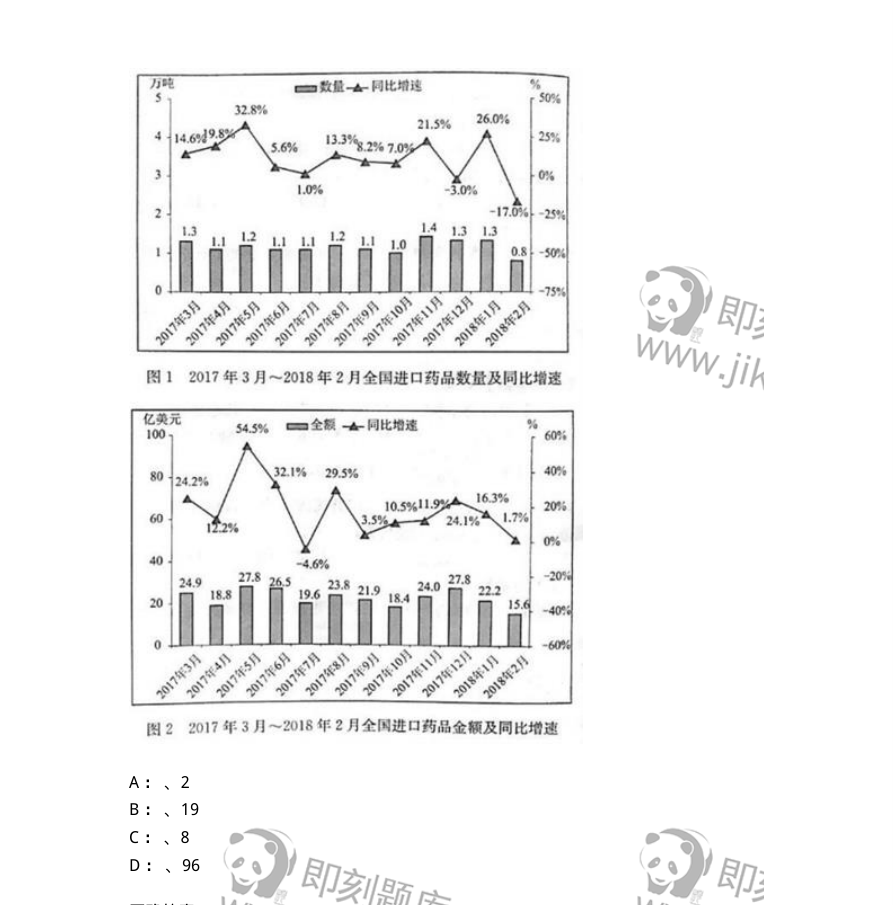 万吨 数量 同比增速 %
5 50%
4 25%
3 0%
2 −25%
1 −50%
0 −75%
14.6% 19.8% 32.8% 5.6% 1.0% 13.3% 8.2% 7.0% 21.5% −3.0% 26.0% −17.0%
1.3 1.1 1.2 1.1 1.1 1.2 1.1 1.0 1.4 1.3 1.3 0.8
2017年3月 2017年4月 2017年5月 2017年6月 2017年7月 2017年8月 2017年9月 2017年10月 2017年11月 2017年12月 2018年1月 2018年2月
图 1 2017 年 3 月～2018 年 2 月全国进口药品数量及同比增速
亿美元 金额 同比增速 %
100 60%
80 40%
60 20%
40 0%
20 −20%
0 −40%
−60%
24.2% 12.2% 54.5% 32.1% −4.6% 29.5% 3.5% 10.5% 11.9% 24.1% 16.3% 1.7%
24.9 18.8 27.8 26.5 19.6 23.8 21.9 18.4 24.0 27.8 22.2 15.6
2017年3月 2017年4月 2017年5月 2017年6月 2017年7月 2017年8月 2017年9月 2017年10月 2017年11月 2017年12月 2018年1月 2018年2月
图 2 2017 年 3 月～2018 年 2 月全国进口药品金额及同比增速
A： 、2
B： 、19
C： 、8
D： 、96
即刻
www.jik
即刻题库
即刻